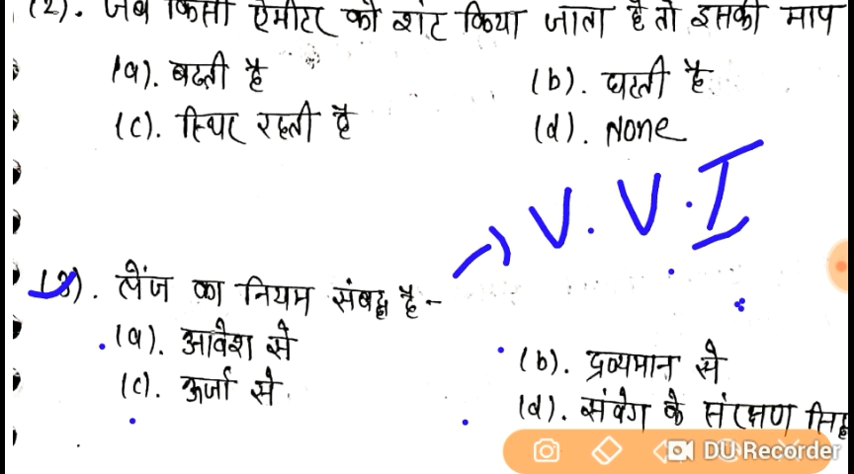 (2). जब किसी ऐमीटर को शंट किया जाता है तो इसकी माप
(a). बढती है
(b). घटती है
(c). स्थिर रहती है
(d). None
→ V.V.I
(3). लेंज का नियम संबद्ध है -
(a). आवेश से
(b). द्रव्यमान से
(c). ऊर्जा से
(d). संवेग के संरक्षण सिद्ध
DU Recorder